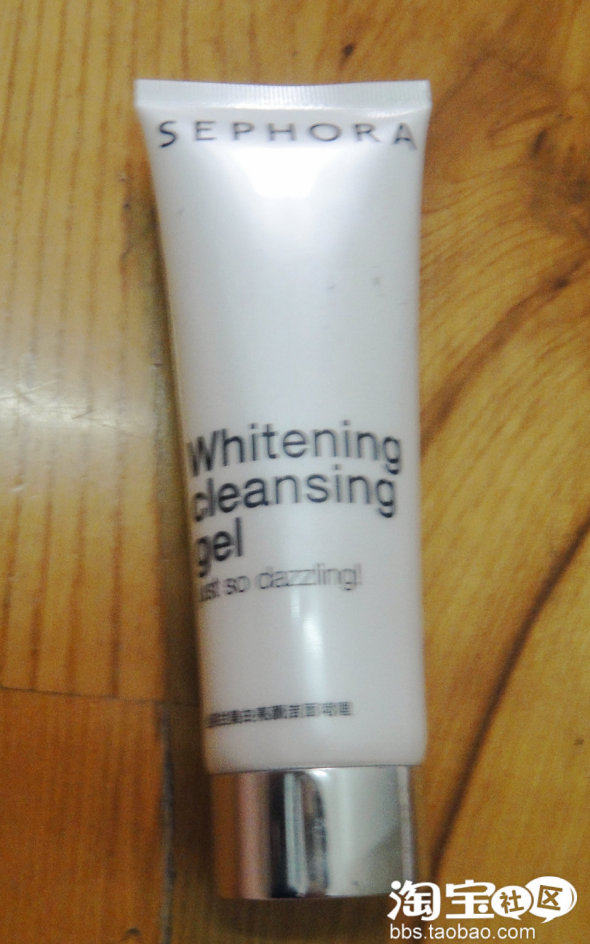 SEPHORA
Whitening
cleansing
gel
just so dazzling!
淘宝社区
bbs.taobao.com